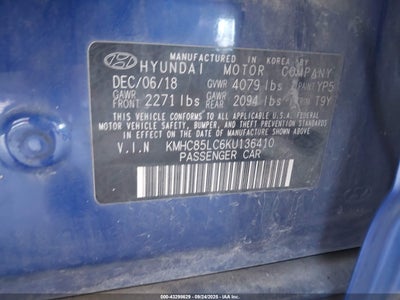 MANUFACTURED IN KOREA BY
HYUNDAI MOTOR COMPANY
DEC/06/18 GVWR 4079 lbs PAINT YP5
GAWR FRONT 2271 lbs GAWR REAR 2094 lbs TRIM T9Y
THIS VEHICLE CONFORMS TO ALL APPLICABLE U.S.A. FEDERAL
MOTOR VEHICLE SAFETY, BUMPER, AND THEFT PREVENTION
STANDARDS IN EFFECT ON THE DATE OF MANUFACTURE SHOWN ABOVE.
V.I.N KMHC85LC6KU136410
PASSENGER CAR
000-43299829 - 09/24/2025 - IAAI.COM